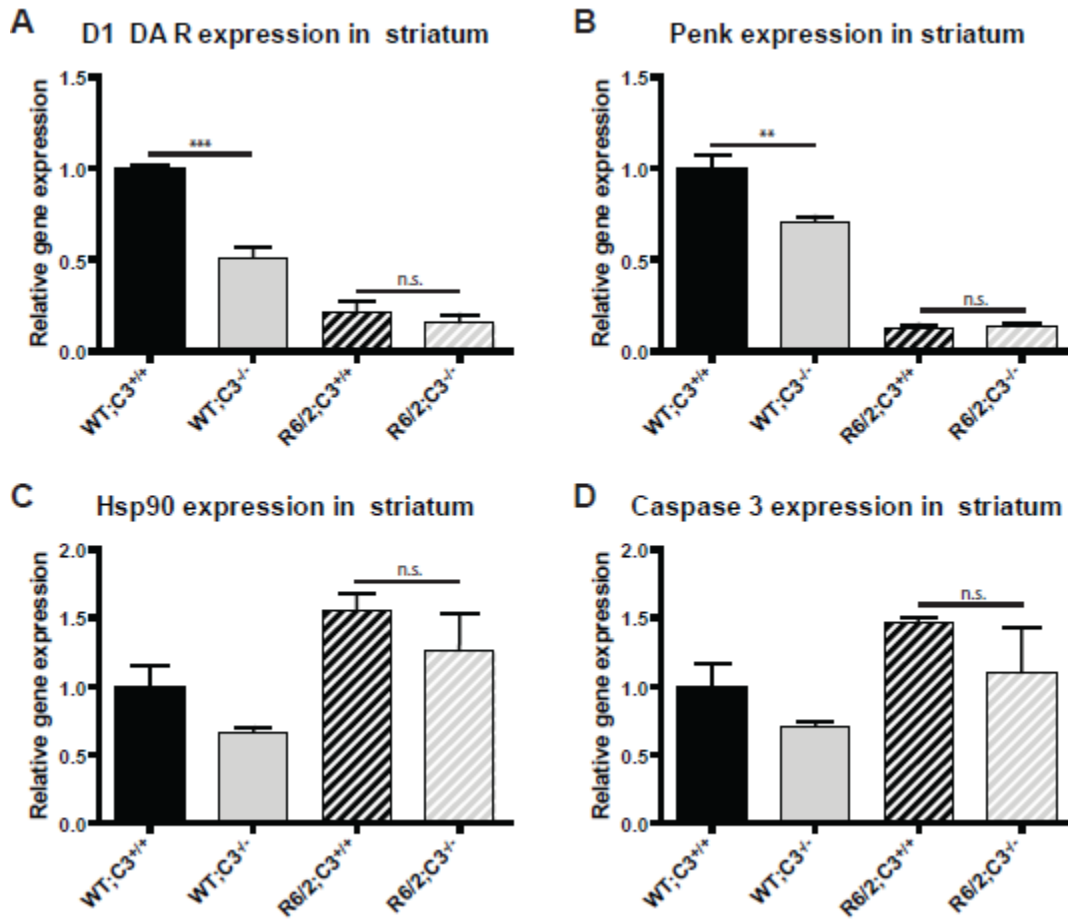 A
D1 DA R expression in striatum
Relative gene expression
1.5
1.0
0.5
0.0
***
n.s.
WT;C3+/+
WT;C3-/-
R6/2;C3+/+
R6/2;C3-/-
B
Penk expression in striatum
Relative gene expression
1.5
1.0
0.5
0.0
**
n.s.
WT;C3+/+
WT;C3-/-
R6/2;C3+/+
R6/2;C3-/-
C
Hsp90 expression in striatum
Relative gene expression
2.0
1.5
1.0
0.5
0.0
n.s.
WT;C3+/+
WT;C3-/-
R6/2;C3+/+
R6/2;C3-/-
D
Caspase 3 expression in striatum
Relative gene expression
2.0
1.5
1.0
0.5
0.0
n.s.
WT;C3+/+
WT;C3-/-
R6/2;C3+/+
R6/2;C3-/-